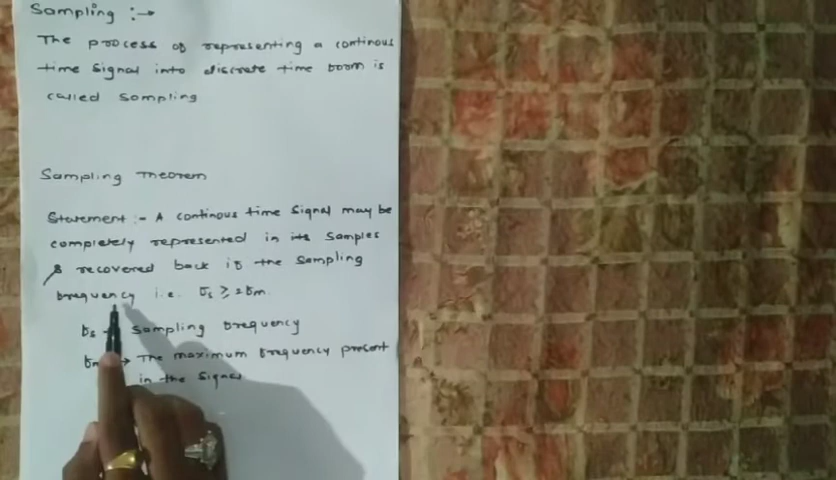 Sampling :→
The process of representing a continous
time signal into discrete time form is
called sampling
Sampling Theorem
Statement :- A continous time signal may be
completely represented in its samples
& recovered back if the sampling
frequency i.e. fs ≥ 2fm
fs → Sampling frequency
fm → The maximum frequency present
in the signal